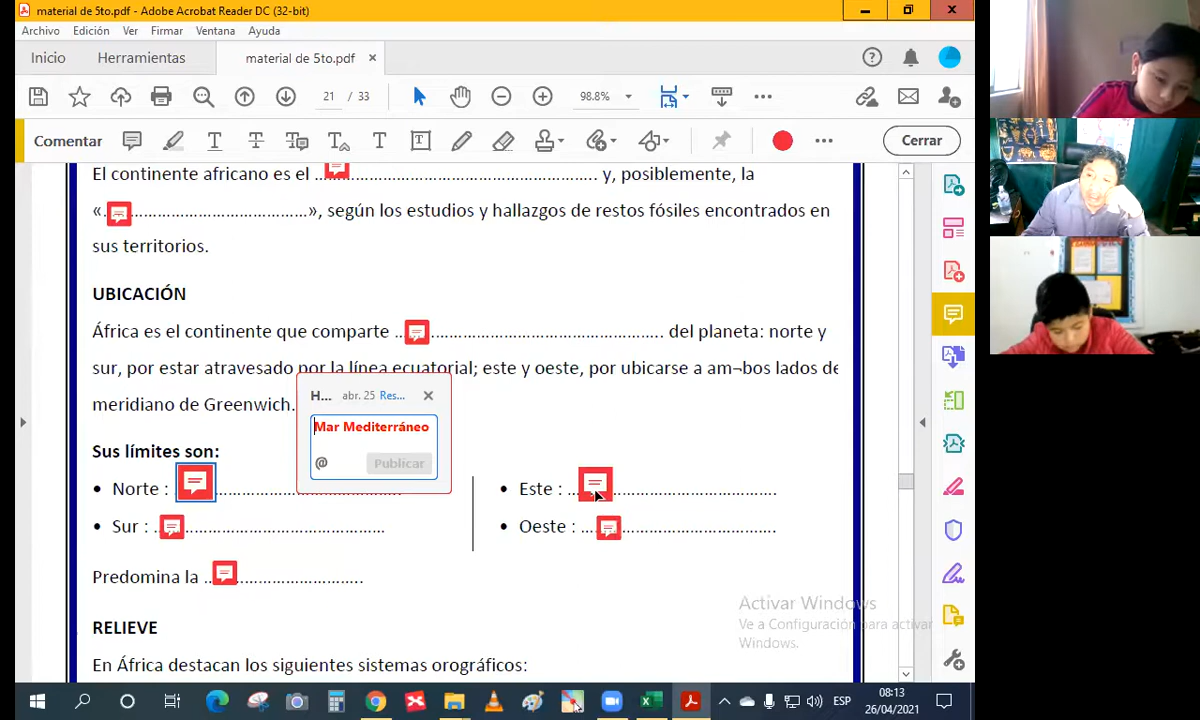 material de 5to.pdf - Adobe Acrobat Reader DC (32-bit)
Archivo Edición Ver Firmar Ventana Ayuda
Inicio Herramientas material de 5to.pdf
21 / 33 98.8%
Comentar Cerrar
El continente africano es el .................................................... y, posiblemente, la
«....................................», según los estudios y hallazgos de restos fósiles encontrados en
sus territorios.
UBICACIÓN
África es el continente que comparte .............................................. del planeta: norte y
sur, por estar atravesado por la línea ecuatorial; este y oeste, por ubicarse a am¬bos lados de
meridiano de Greenwich.
H... abr. 25 Res...
Mar Mediterráneo
@ Publicar
Sus límites son:
• Norte : ....................................
• Este : ....................................
• Sur : ....................................
• Oeste : ....................................
Predomina la ..........................
RELIEVE
En África destacan los siguientes sistemas orográficos:
Activar Windows
Ve a Configuración para activar
Windows.
ESP
08:13
26/04/2021